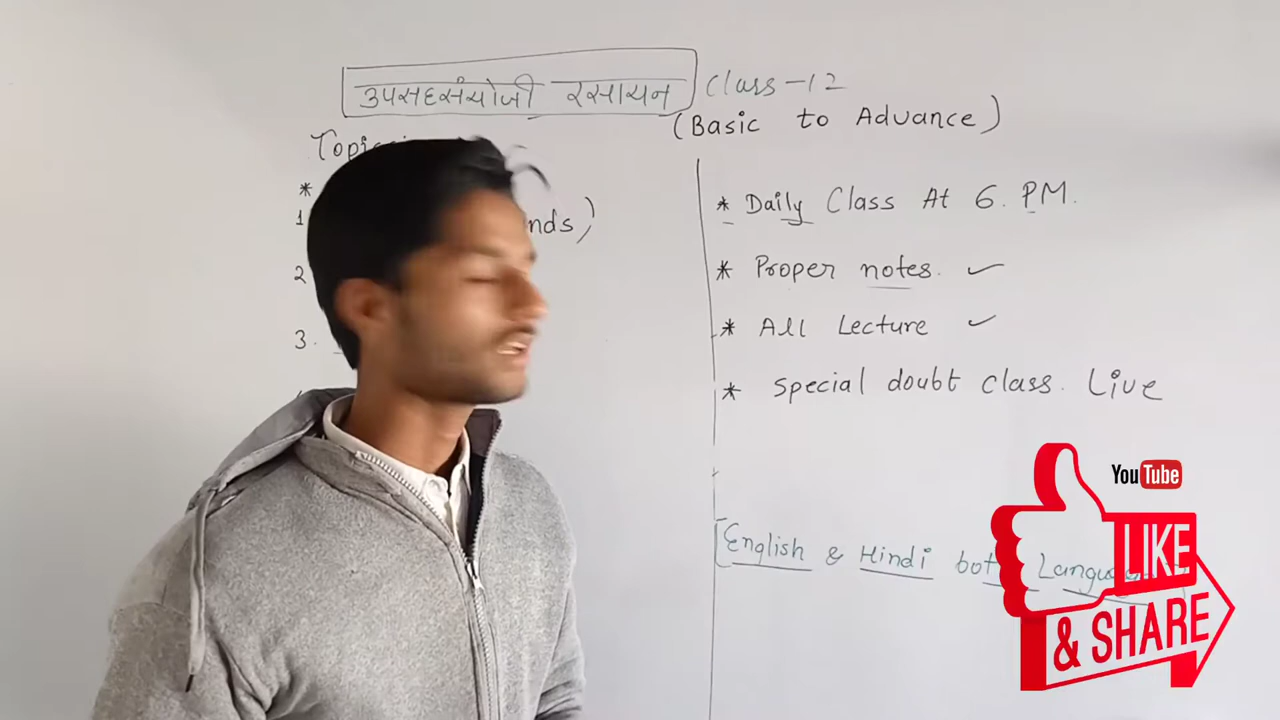 उपसहसंयोजी रसायन Class-12
(Basic to Advance)
Topic
*
1
nds)
2
3.
* Daily Class At 6. PM.
* Proper notes. ✓
* All Lecture ✓
* Special doubt class. Live
[English & Hindi bot Langu
YouTube
LIKE
& SHARE